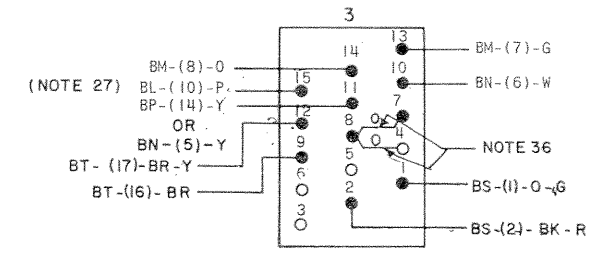 3
13
BM-(7)-G
14
BM-(8)-O
10
BN-(6)-W
(NOTE 27)
BL-(10)-P
15
11
BP-(14)-Y
7
OR
12
8
O
BN-(5)-Y
9
O
4
NOTE 36
BT-(17)-BR-Y
5
1
BT-(16)-BR
6
2
BS-(1)-O-G
3
BS-(2)-BK-R